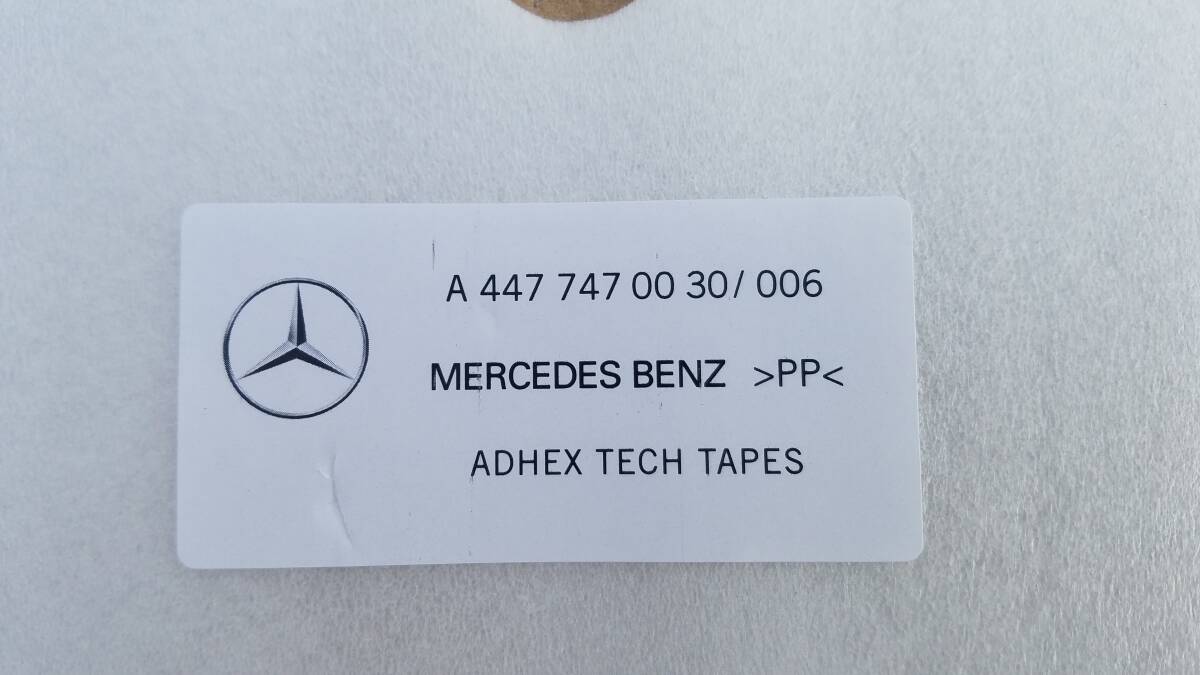 A 447 747 00 30/ 006
MERCEDES BENZ >PP<
ADHEX TECH TAPES